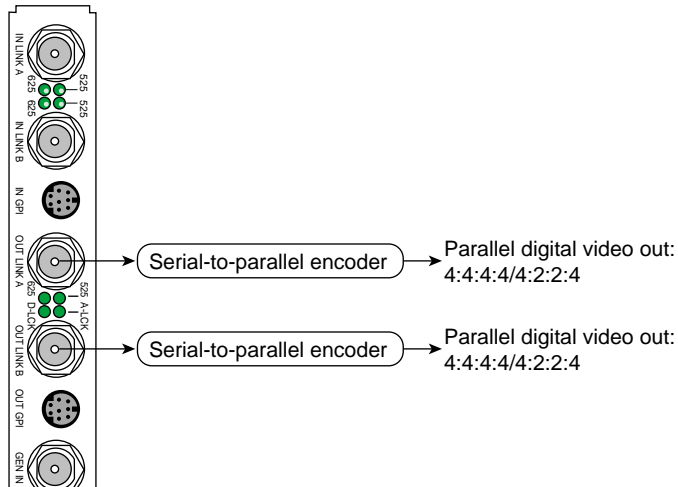 IN LINK A
625
525
625
525
IN LINK B
IN GPI
OUT LINK A
Serial-to-parallel encoder
Parallel digital video out:
4:4:4:4/4:2:2:4
625
525
D-LCK
A-LCK
OUT LINK B
Serial-to-parallel encoder
Parallel digital video out:
4:4:4:4/4:2:2:4
OUT GPI
GEN IN